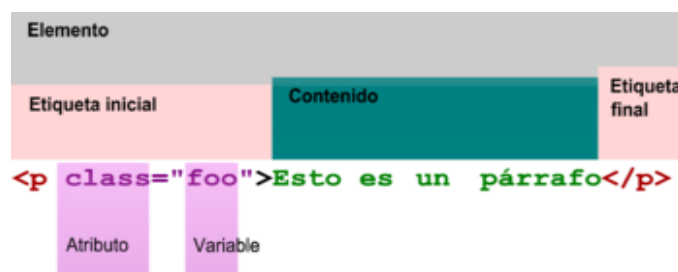 Elemento
Etiqueta inicial
Contenido
Etiqueta
final
<p class="foo">Esto es un párrafo</p>
Atributo
Variable